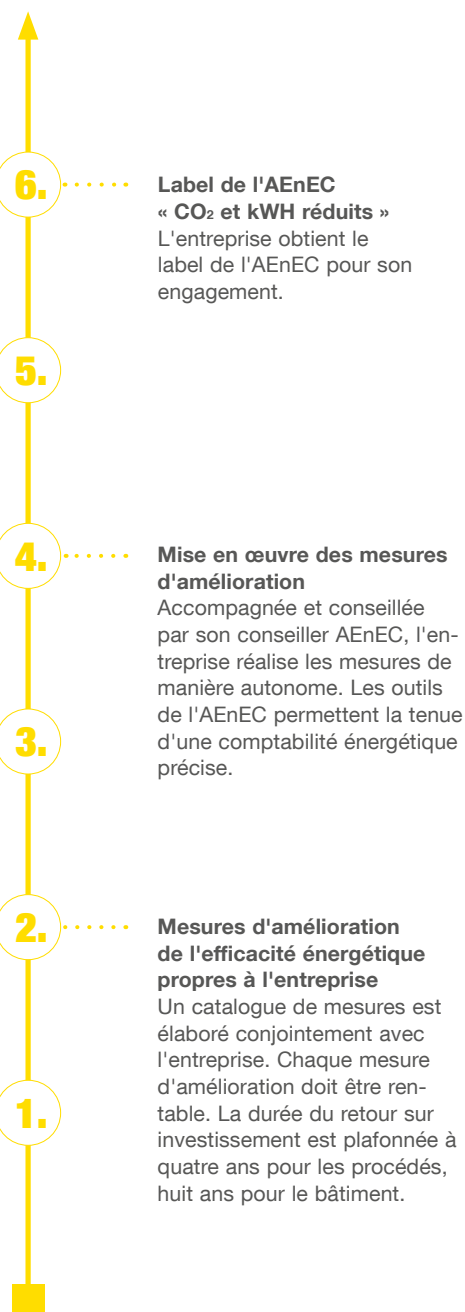 6.
Label de l'AEnEC
« CO₂ et kWH réduits »
L'entreprise obtient le
label de l'AEnEC pour son
engagement.
5.
4.
Mise en œuvre des mesures
d'amélioration
Accompagnée et conseillée
par son conseiller AEnEC, l'en-
treprise réalise les mesures de
manière autonome. Les outils
de l'AEnEC permettent la tenue
d'une comptabilité énergétique
précise.
3.
2.
Mesures d'amélioration
de l'efficacité énergétique
propres à l'entreprise
Un catalogue de mesures est
élaboré conjointement avec
l'entreprise. Chaque mesure
d'amélioration doit être ren-
table. La durée du retour sur
investissement est plafonnée à
quatre ans pour les procédés,
huit ans pour le bâtiment.
1.